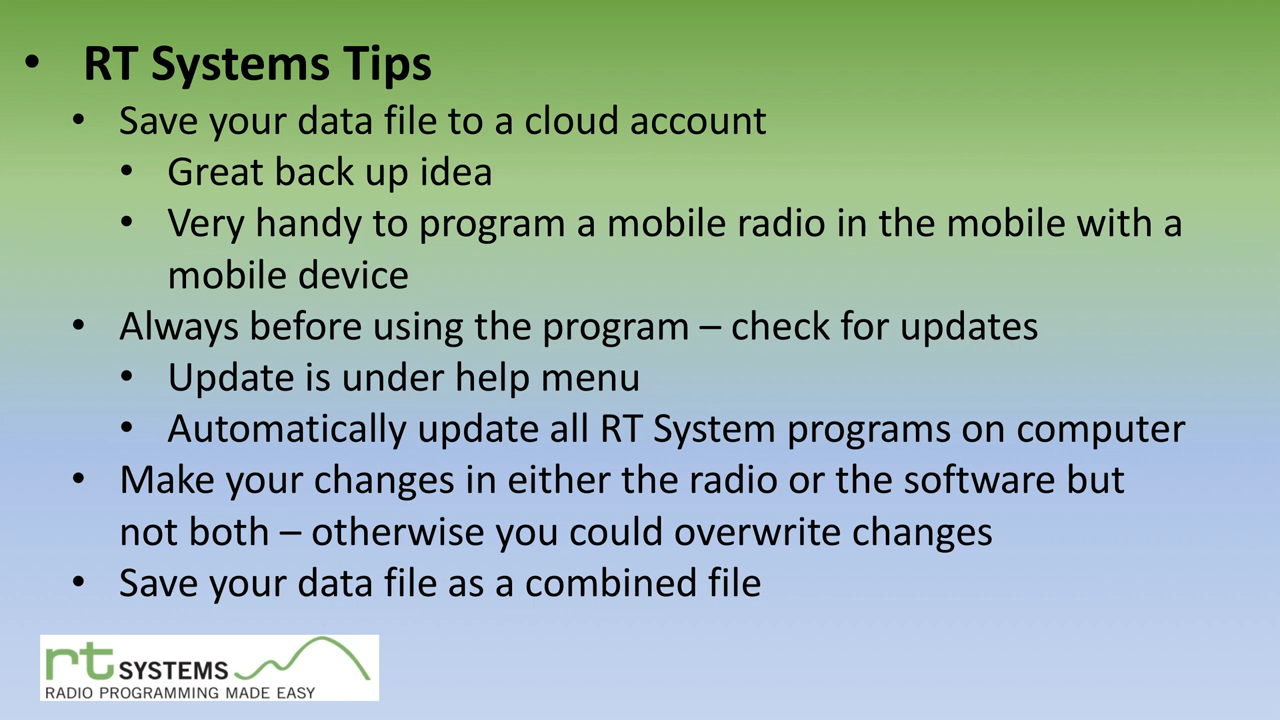 • RT Systems Tips
• Save your data file to a cloud account
• Great back up idea
• Very handy to program a mobile radio in the mobile with a
mobile device
• Always before using the program – check for updates
• Update is under help menu
• Automatically update all RT System programs on computer
• Make your changes in either the radio or the software but
not both – otherwise you could overwrite changes
• Save your data file as a combined file
rt SYSTEMS
RADIO PROGRAMMING MADE EASY